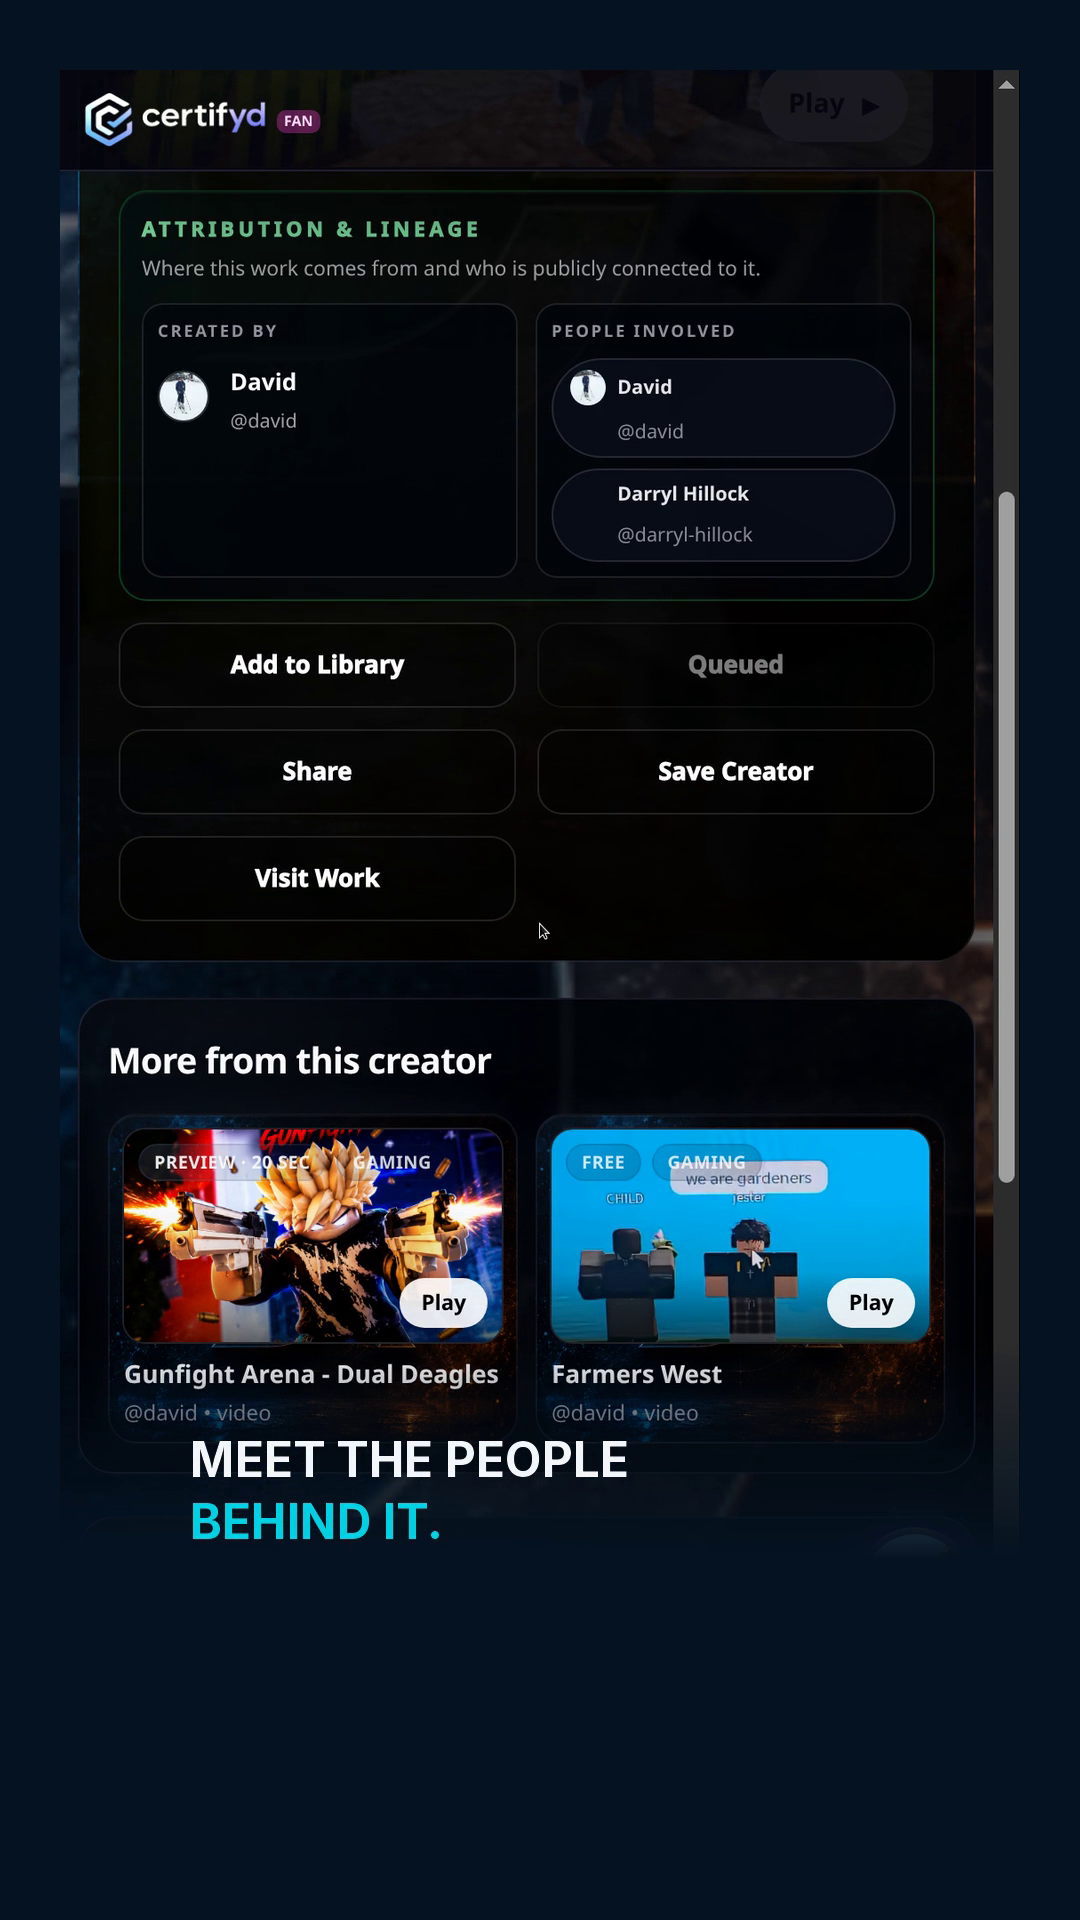 certifyd FAN
Play ▶
ATTRIBUTION & LINEAGE
Where this work comes from and who is publicly connected to it.
CREATED BY
David
@david
PEOPLE INVOLVED
David
@david
Darryl Hillock
@darryl-hillock
Add to Library
Queued
Share
Save Creator
Visit Work
More from this creator
PREVIEW · 20 SEC
GAMING
Play
Gunfight Arena - Dual Deagles
@david • video
FREE
GAMING
we are gardeners
CHILD
jester
Play
Farmers West
@david • video
MEET THE PEOPLE
BEHIND IT.